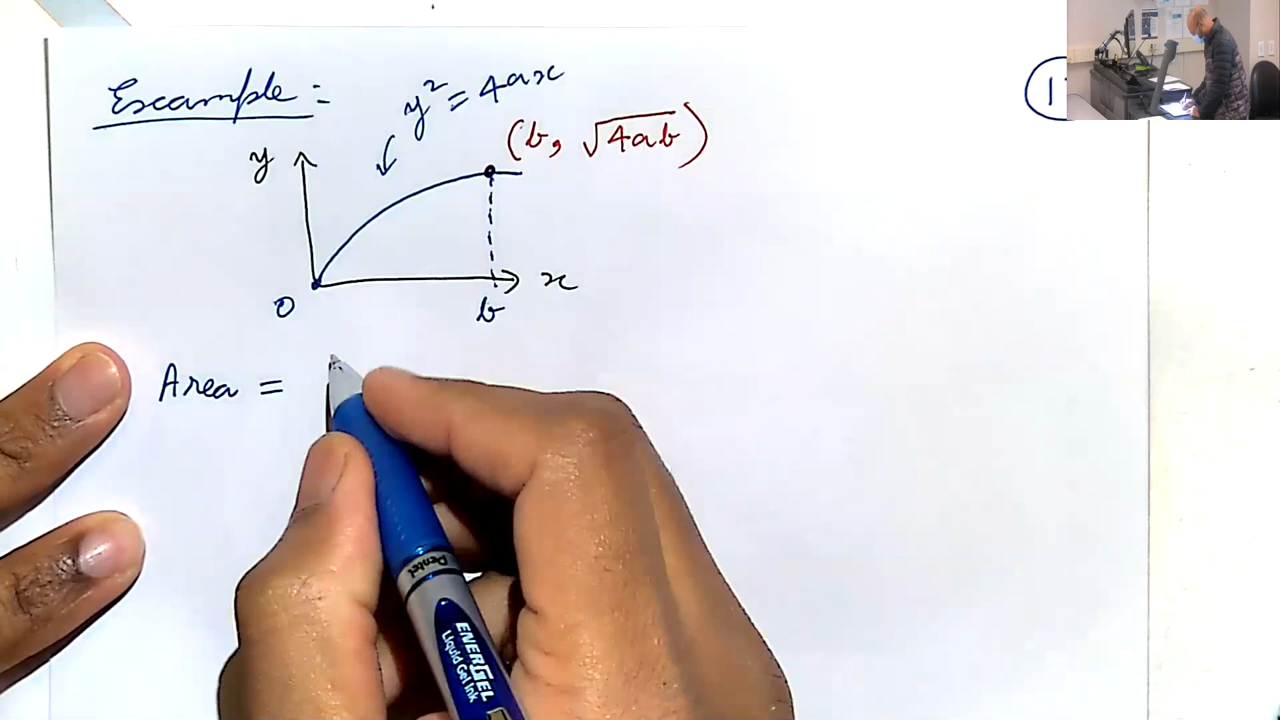 Example:
y² = 4ax
(b, √4ab)
y
x
0
b
Area =
Pentel
ENERGEL
Liquid Gel Ink